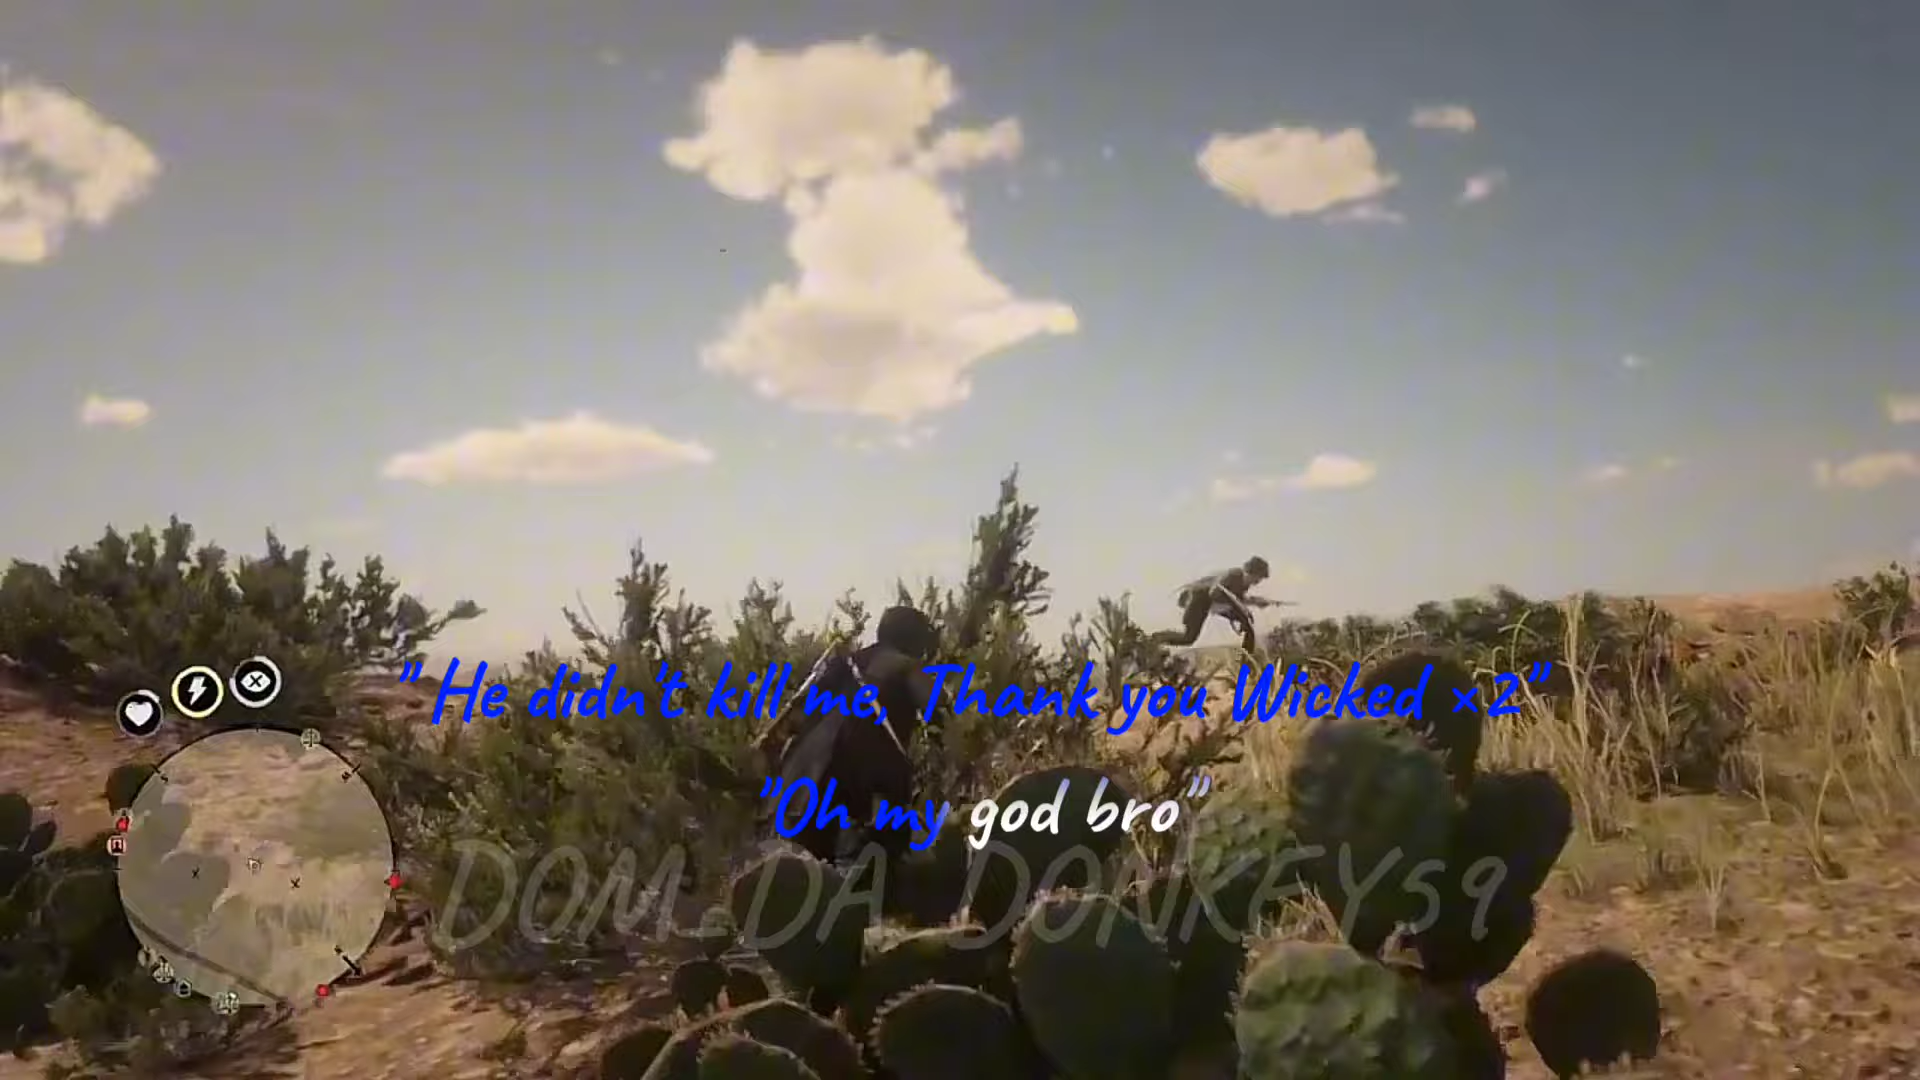 " He didn't kill me, Thank you Wicked ×2"
"Oh my god bro"
DOM_DA_DONKEY59